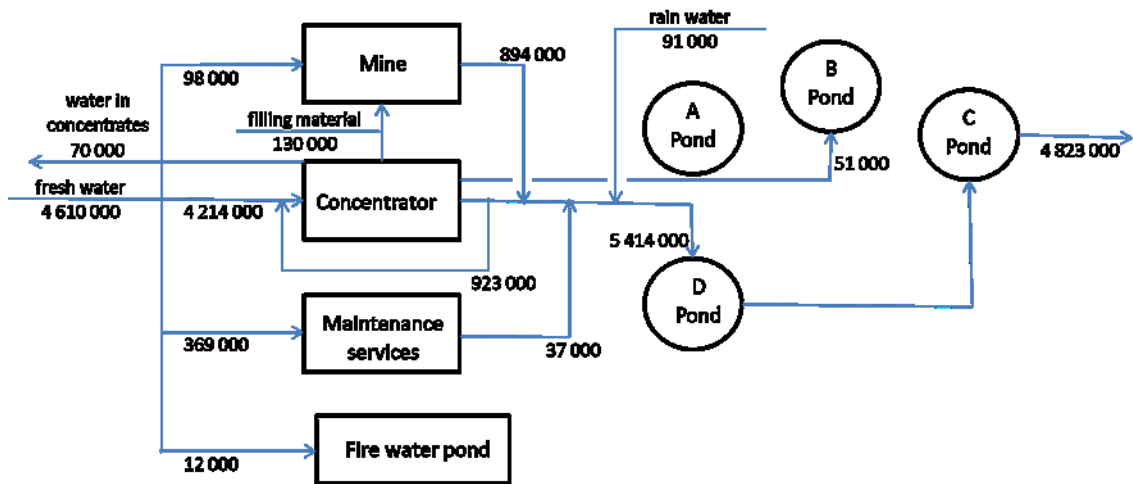 rain water
91 000
Mine
894 000
98 000
B
Pond
water in
concentrates
70 000
filling material
130 000
A
Pond
C
Pond
4 823 000
51 000
fresh water
4 610 000
4 214 000
Concentrator
5 414 000
923 000
D
Pond
Maintenance
services
369 000
37 000
Fire water pond
12 000